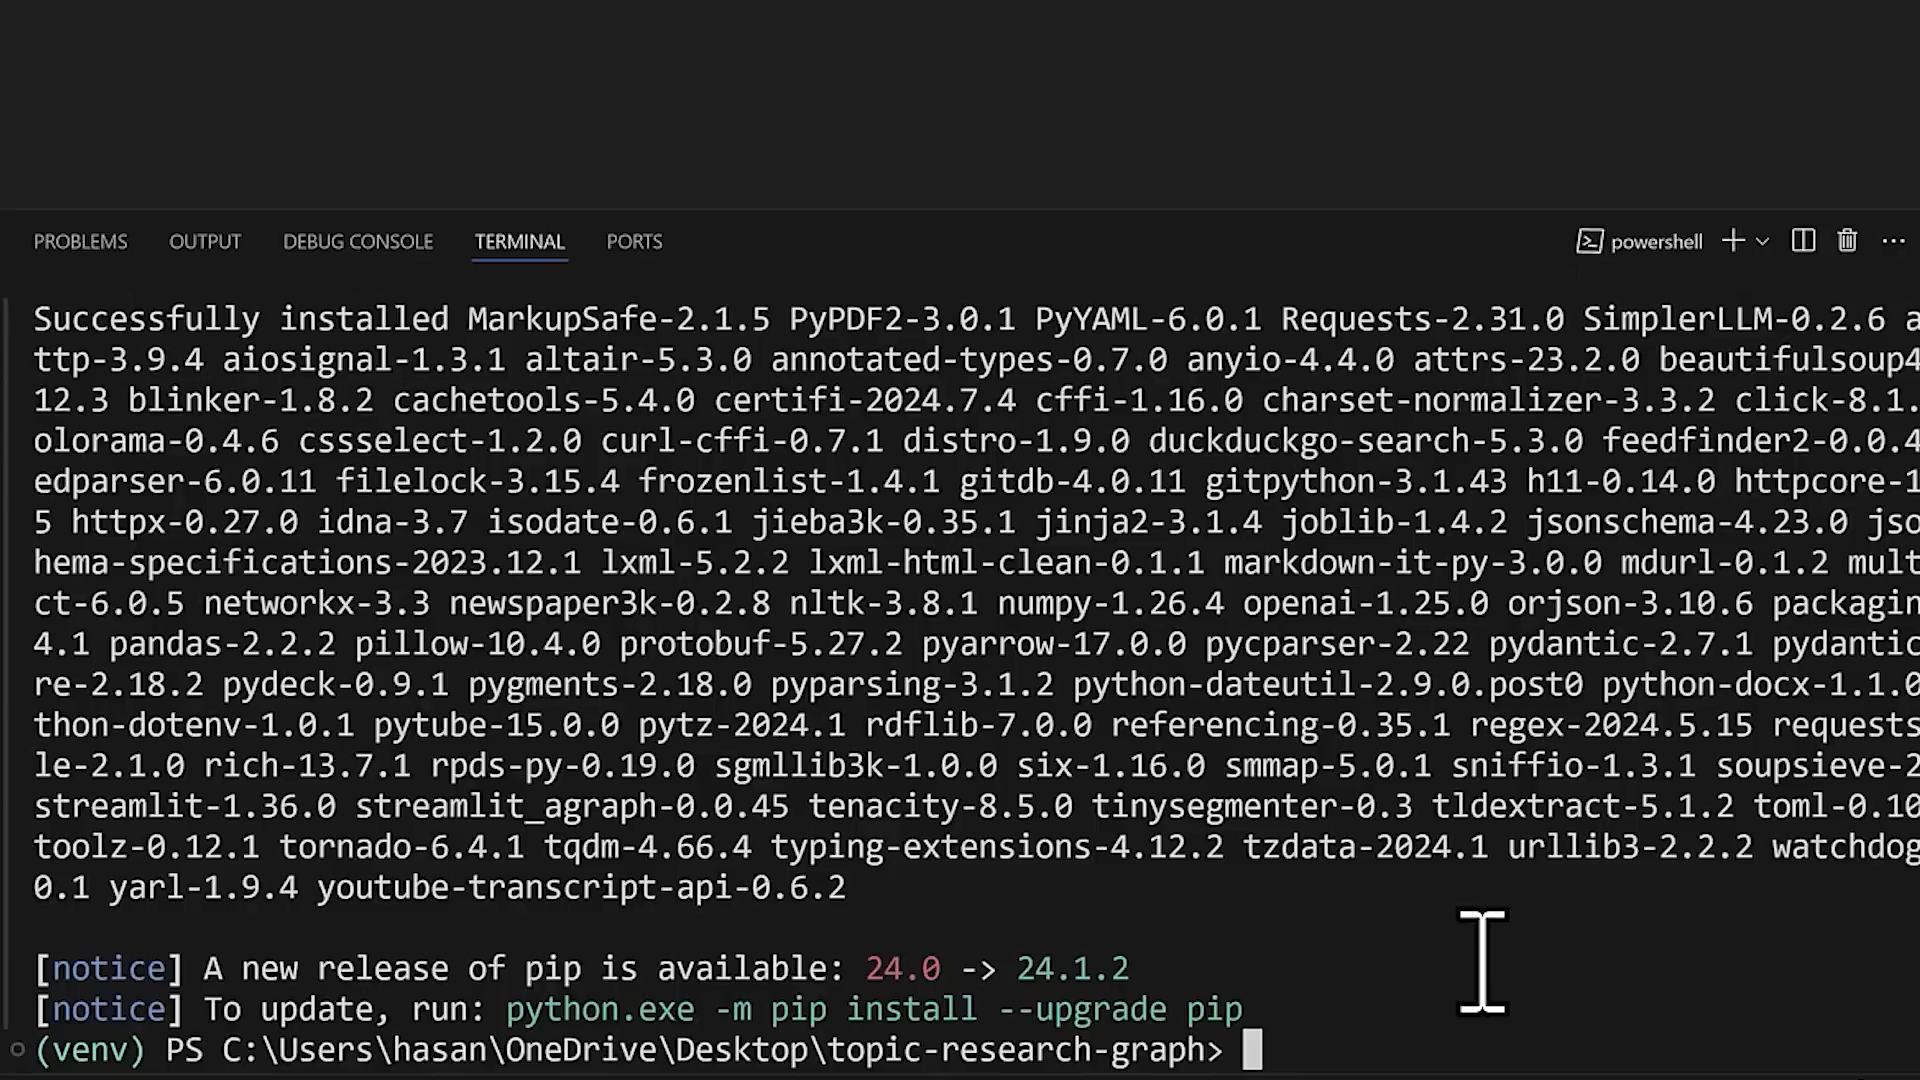 PROBLEMS OUTPUT DEBUG CONSOLE TERMINAL PORTS powershell
Successfully installed MarkupSafe-2.1.5 PyPDF2-3.0.1 PyYAML-6.0.1 Requests-2.31.0 SimplerLLM-0.2.6 a
ttp-3.9.4 aiosignal-1.3.1 altair-5.3.0 annotated-types-0.7.0 anyio-4.4.0 attrs-23.2.0 beautifulsoup4
12.3 blinker-1.8.2 cachetools-5.4.0 certifi-2024.7.4 cffi-1.16.0 charset-normalizer-3.3.2 click-8.1.
olorama-0.4.6 cssselect-1.2.0 curl-cffi-0.7.1 distro-1.9.0 duckduckgo-search-5.3.0 feedfinder2-0.0.4
edparser-6.0.11 filelock-3.15.4 frozenlist-1.4.1 gitdb-4.0.11 gitpython-3.1.43 h11-0.14.0 httpcore-1
5 httpx-0.27.0 idna-3.7 isodate-0.6.1 jieba3k-0.35.1 jinja2-3.1.4 joblib-1.4.2 jsonschema-4.23.0 jso
hema-specifications-2023.12.1 lxml-5.2.2 lxml-html-clean-0.1.1 markdown-it-py-3.0.0 mdurl-0.1.2 mult
ct-6.0.5 networkx-3.3 newspaper3k-0.2.8 nltk-3.8.1 numpy-1.26.4 openai-1.25.0 orjson-3.10.6 packagin
4.1 pandas-2.2.2 pillow-10.4.0 protobuf-5.27.2 pyarrow-17.0.0 pycparser-2.22 pydantic-2.7.1 pydantic
re-2.18.2 pydeck-0.9.1 pygments-2.18.0 pyparsing-3.1.2 python-dateutil-2.9.0.post0 python-docx-1.1.0
thon-dotenv-1.0.1 pytube-15.0.0 pytz-2024.1 rdflib-7.0.0 referencing-0.35.1 regex-2024.5.15 requests
le-2.1.0 rich-13.7.1 rpds-py-0.19.0 sgmllib3k-1.0.0 six-1.16.0 smmap-5.0.1 sniffio-1.3.1 soupsieve-2
streamlit-1.36.0 streamlit_agraph-0.0.45 tenacity-8.5.0 tinysegmenter-0.3 tldextract-5.1.2 toml-0.10
toolz-0.12.1 tornado-6.4.1 tqdm-4.66.4 typing-extensions-4.12.2 tzdata-2024.1 urllib3-2.2.2 watchdog
0.1 yarl-1.9.4 youtube-transcript-api-0.6.2
[notice] A new release of pip is available: 24.0 -> 24.1.2
[notice] To update, run: python.exe -m pip install --upgrade pip
(venv) PS C:\Users\hasan\OneDrive\Desktop\topic-research-graph>